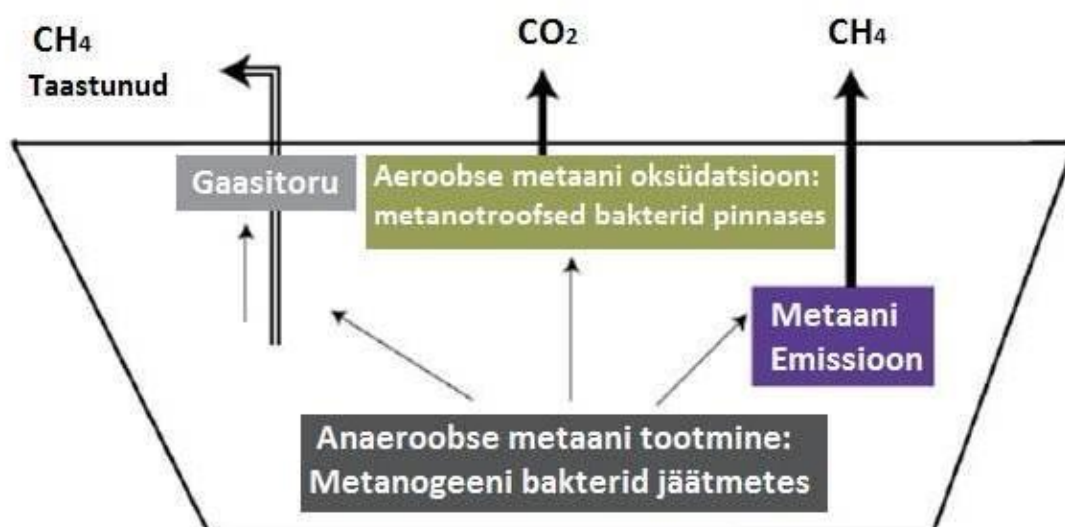 CH₄
Taastunud
CO₂
CH₄
Gaasitoru
Aeroobse metaani oksüdatsioon:
metanotroofsed bakterid pinnases
Metaani
Emissioon
Anaeroobse metaani tootmine:
Metanogeeni bakterid jäätmetes